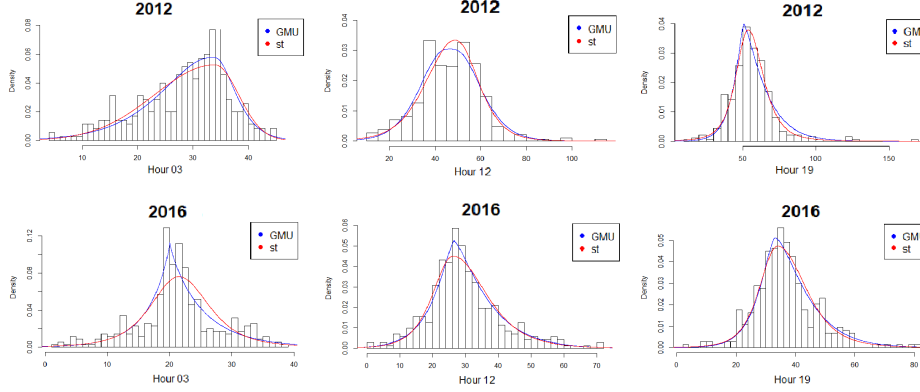 2012
GMU
st
Density
0.00
0.02
0.04
0.06
0.08
10 20 30 40
Hour 03
2012
GMU
st
Density
0.00
0.01
0.02
0.03
0.04
20 40 60 80 100
Hour 12
2012
GMU
st
Density
0.00
0.01
0.02
0.03
0.04
50 100 150
Hour 19
2016
GMU
st
Density
0.00
0.04
0.08
0.12
0 10 20 30 40
Hour 03
2016
GMU
st
Density
0.00
0.01
0.02
0.03
0.04
0.05
0.06
0 10 20 30 40 50 60 70
Hour 12
2016
GMU
st
Density
0.00
0.01
0.02
0.03
0.04
0.05
0 20 40 60 80
Hour 19